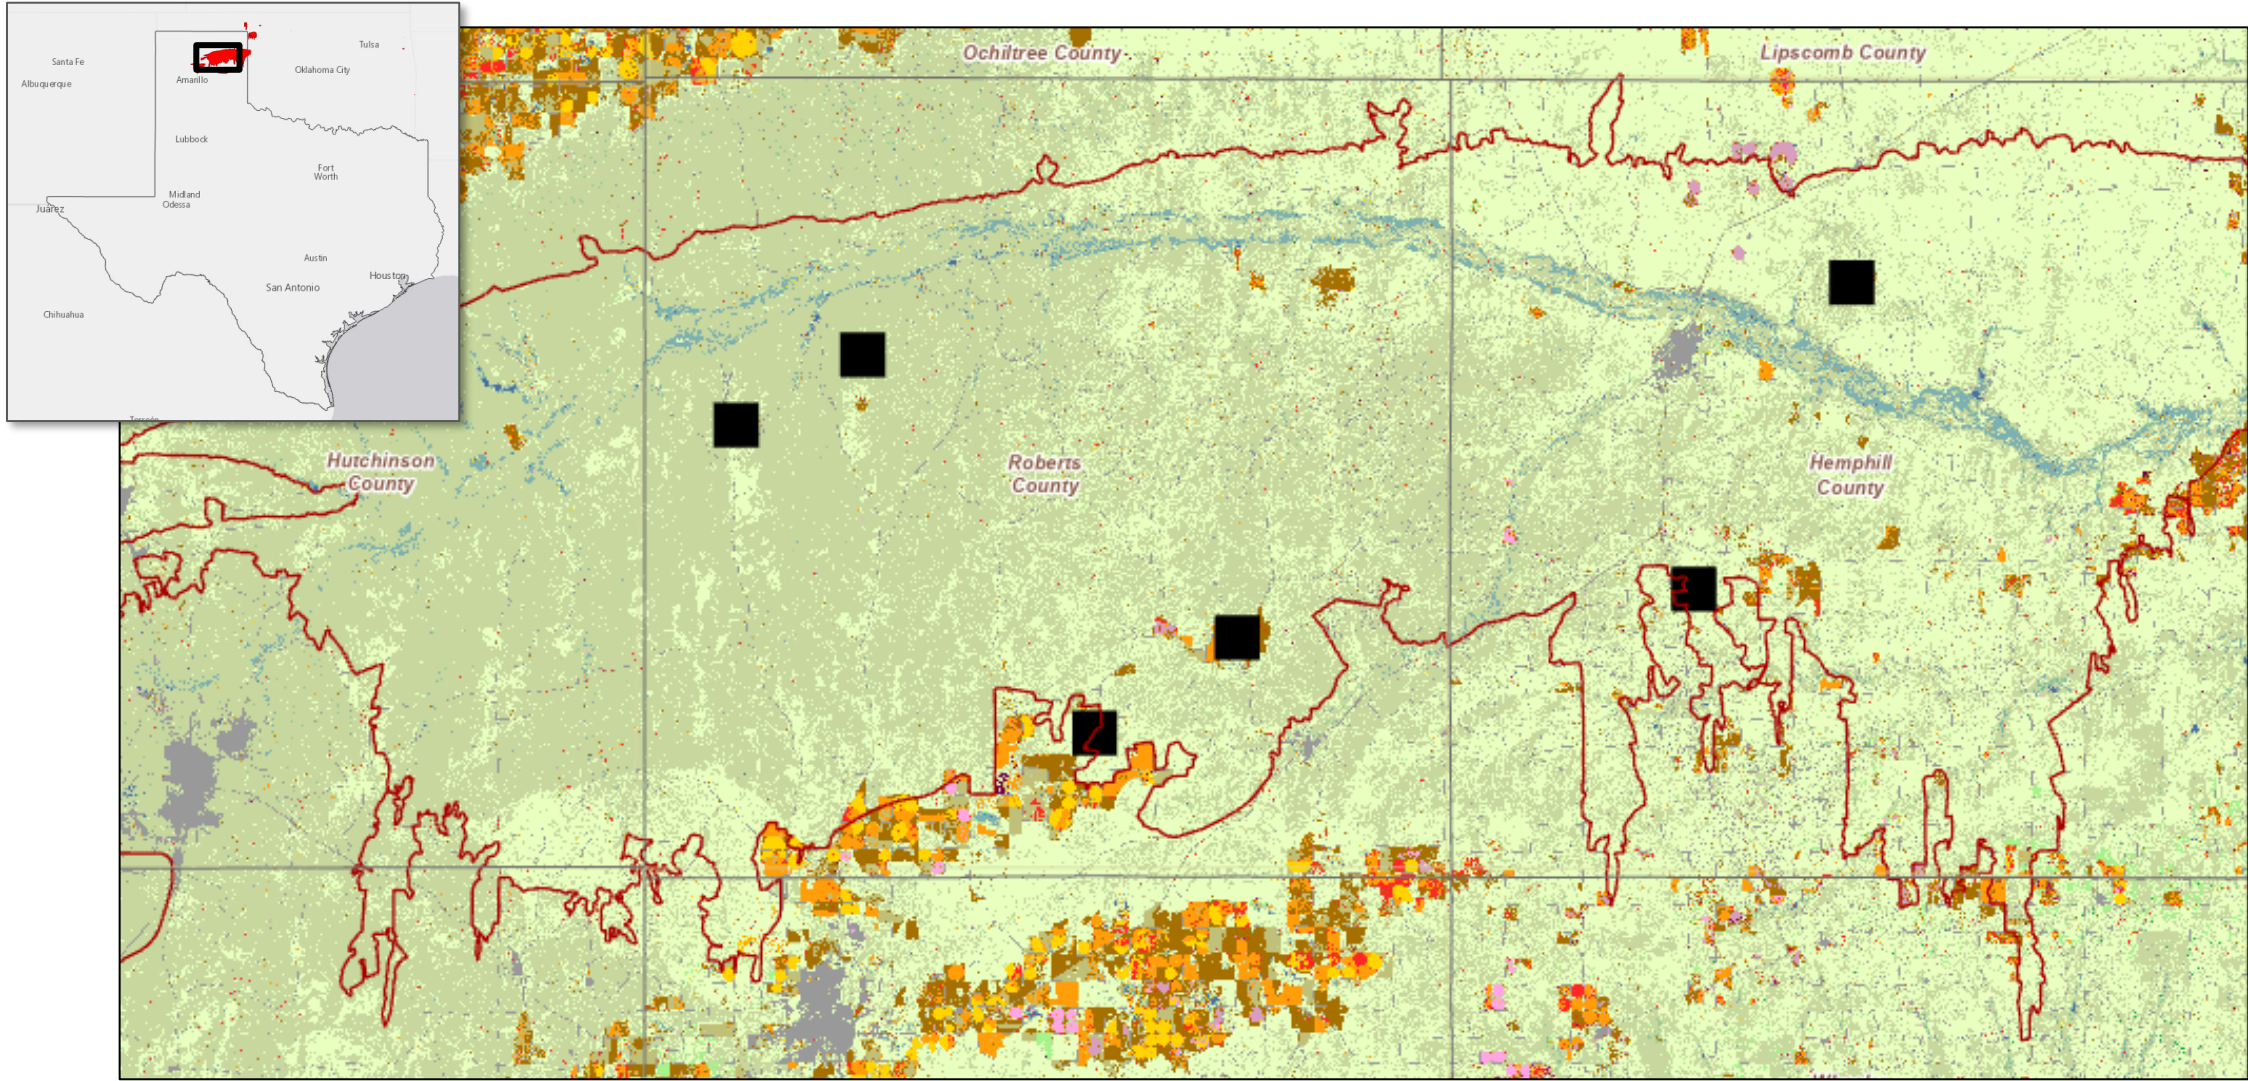 Ochiltree County
Lipscomb County
Tulsa
Santa Fe
Oklahoma City
Albuquerque
Amarillo
Lubbock
Fort
Worth
Midland
Odessa
Juárez
Austin
Houston
San Antonio
Chihuahua
Hutchinson
County
Roberts
County
Hemphill
County